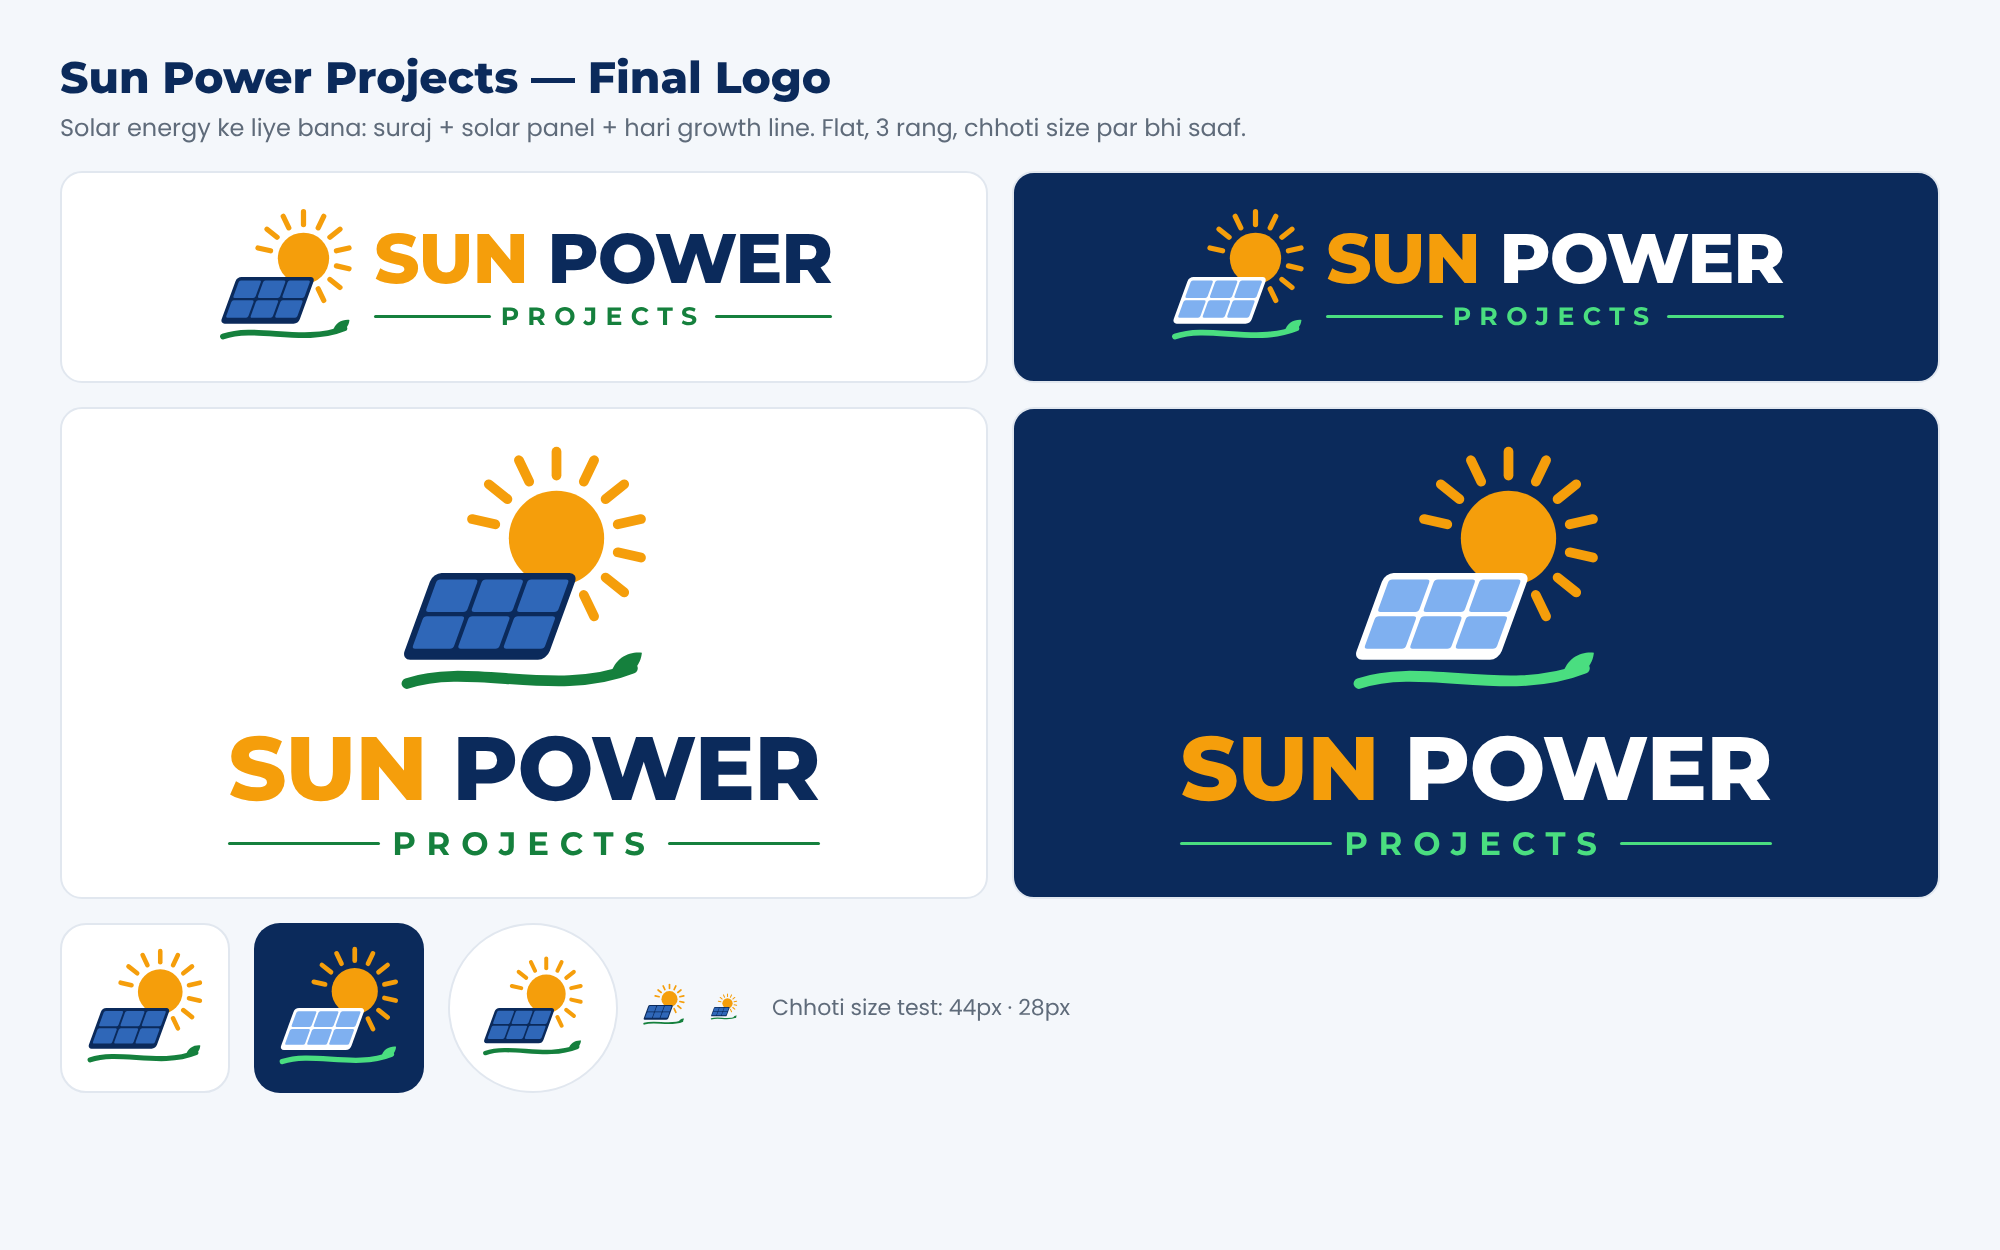 Sun Power Projects — Final Logo
Solar energy ke liye bana: suraj + solar panel + hari growth line. Flat, 3 rang, chhoti size par bhi saaf.
SUN POWER
PROJECTS
SUN POWER
PROJECTS
SUN POWER
PROJECTS
SUN POWER
PROJECTS
Chhoti size test: 44px · 28px